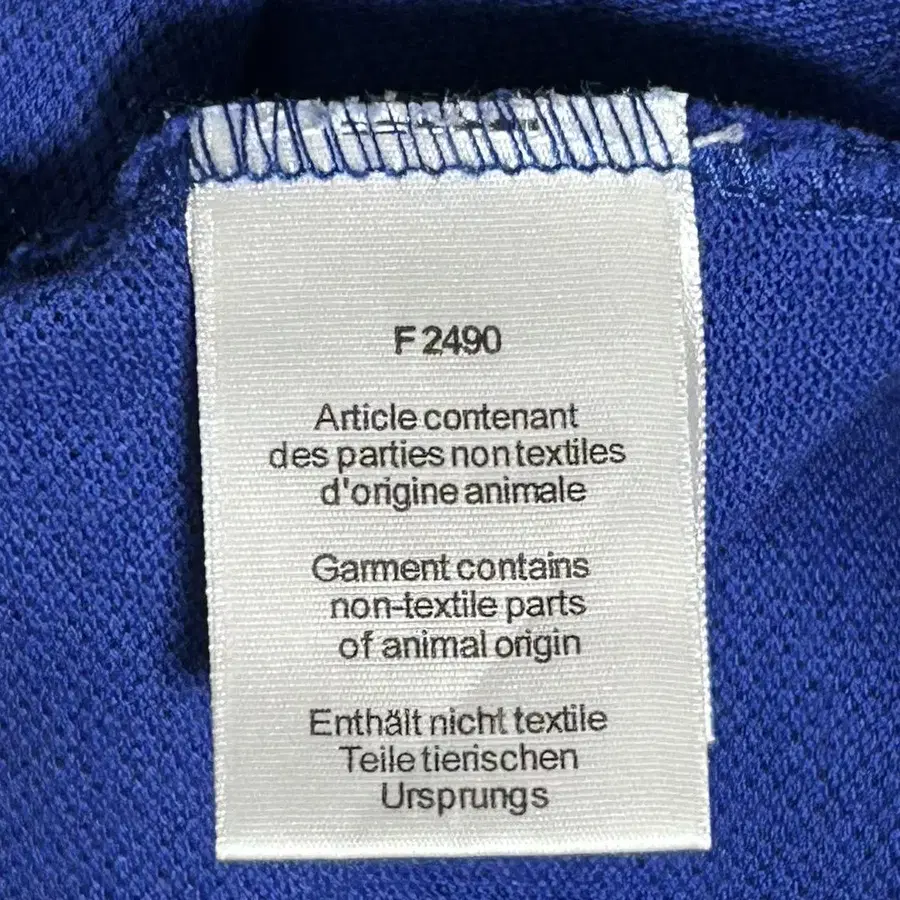 F 2490
Article contenant
des parties non textiles
d'origine animale
Garment contains
non-textile parts
of animal origin
Enthält nicht textile
Teile tierischen
Ursprungs